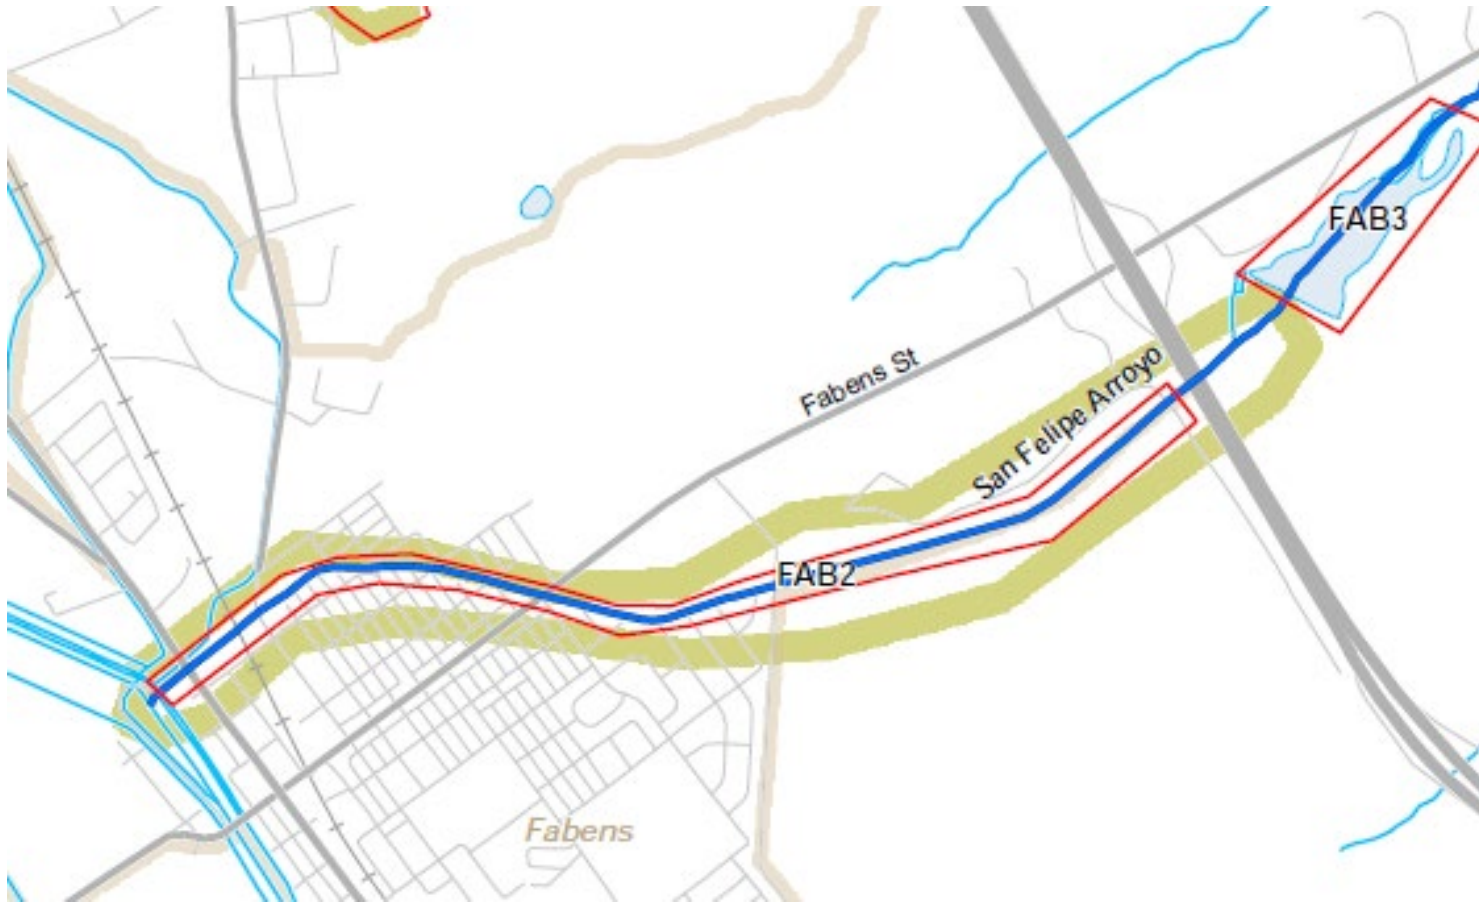 FAB3
Fabens St
San Felipe Arroyo
FAB2
Fabens